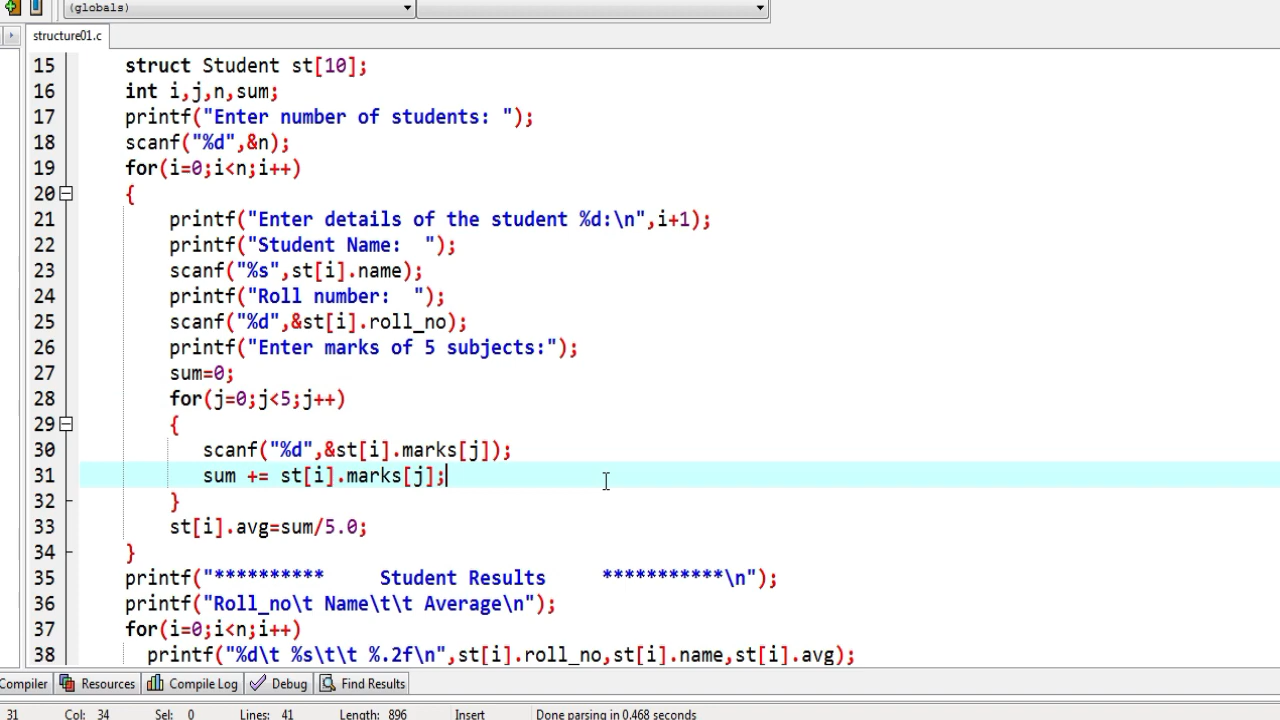 (globals)
structure01.c
15 struct Student st[10];
16 int i,j,n,sum;
17 printf("Enter number of students: ");
18 scanf("%d",&n);
19 for(i=0;i<n;i++)
20 {
21 printf("Enter details of the student %d:\n",i+1);
22 printf("Student Name:  ");
23 scanf("%s",st[i].name);
24 printf("Roll number:  ");
25 scanf("%d",&st[i].roll_no);
26 printf("Enter marks of 5 subjects:");
27 sum=0;
28 for(j=0;j<5;j++)
29 {
30 scanf("%d",&st[i].marks[j]);
31 sum += st[i].marks[j];
32 }
33 st[i].avg=sum/5.0;
34 }
35 printf("**********     Student Results     ***********\n");
36 printf("Roll_no\t Name\t\t Average\n");
37 for(i=0;i<n;i++)
38 printf("%d\t %s\t\t %.2f\n",st[i].roll_no,st[i].name,st[i].avg);
Compiler Resources Compile Log Debug Find Results
31 Col: 34 Sel: 0 Lines: 41 Length: 896 Insert Done parsing in 0.468 seconds